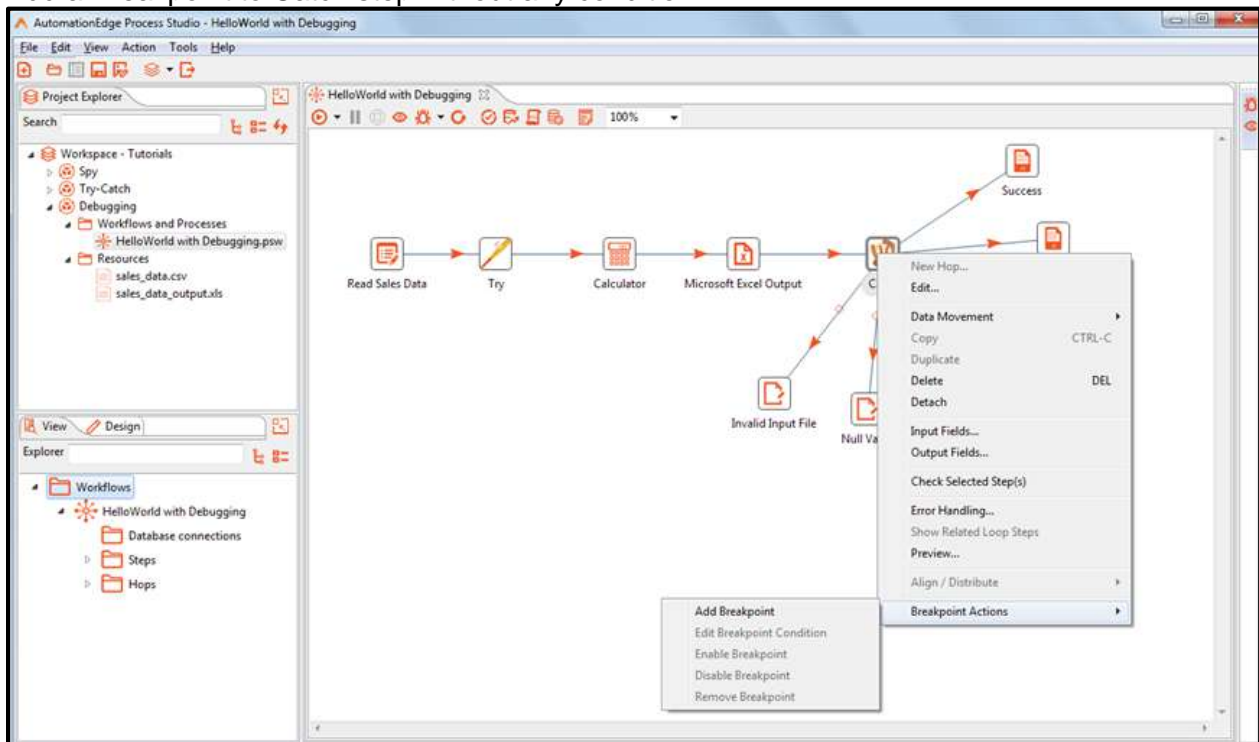 AutomationEdge Process Studio - HelloWorld with Debugging
File Edit View Action Tools Help
Project Explorer
Search
Workspace - Tutorials
Spy
Try-Catch
Debugging
Workflows and Processes
HelloWorld with Debugging.psw
Resources
sales_data.csv
sales_data_output.xls
View Design
Explorer
Workflows
HelloWorld with Debugging
Database connections
Steps
Hops
HelloWorld with Debugging
100%
Success
Read Sales Data Try Calculator Microsoft Excel Output C
Invalid Input File
Null Va
New Hop...
Edit...
Data Movement
Copy CTRL-C
Duplicate
Delete DEL
Detach
Input Fields...
Output Fields...
Check Selected Step(s)
Error Handling...
Show Related Loop Steps
Preview...
Align / Distribute
Breakpoint Actions
Add Breakpoint
Edit Breakpoint Condition
Enable Breakpoint
Disable Breakpoint
Remove Breakpoint